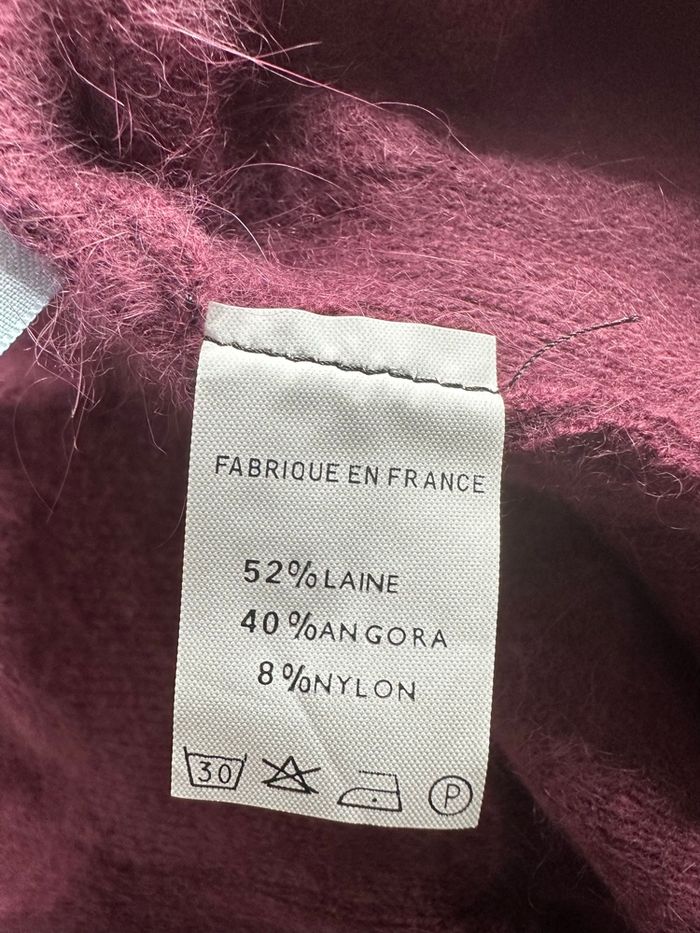 FABRIQUE EN FRANCE
52% LAINE
40 % ANGORA
8% NYLON
30 P